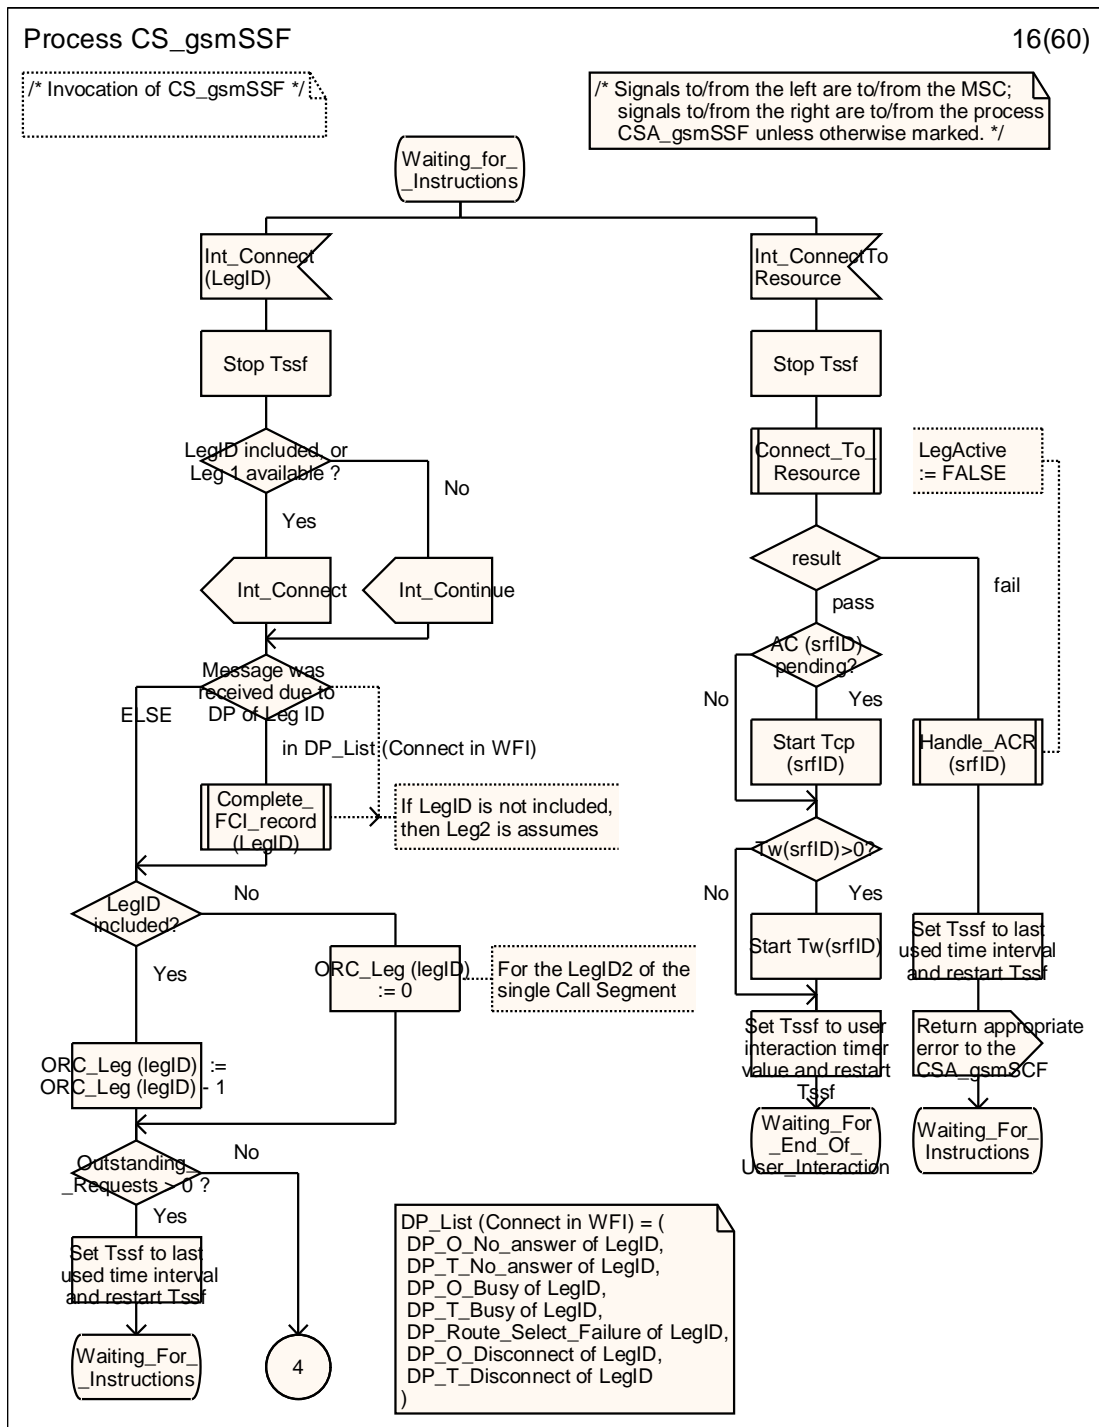 Process CS_gsmSSF
16(60)
/* Invocation of CS_gsmSSF */
/* Signals to/from the left are to/from the MSC;
signals to/from the right are to/from the process
CSA_gsmSSF unless otherwise marked. */
Waiting_for_
_Instructions
Int_Connect
(LegID)
Stop Tssf
LegID included, or
Leg 1 available ?
No
Yes
Int_Connect
Int_Continue
Message was
received due to
DP of Leg ID
ELSE
in DP_List (Connect in WFI)
Complete_
FCI_record
(LegID)
If LegID is not included,
then Leg2 is assumes
LegID
included?
No
Yes
ORC_Leg (legID)
:= 0
For the LegID2 of the
single Call Segment
ORC_Leg (legID) :=
ORC_Leg (legID) - 1
Outstanding_
_Requests > 0 ?
No
Yes
Set Tssf to last
used time interval
and restart Tssf
Waiting_For_
_Instructions
4
DP_List (Connect in WFI) = (
DP_O_No_answer of LegID,
DP_T_No_answer of LegID,
DP_O_Busy of LegID,
DP_T_Busy of LegID,
DP_Route_Select_Failure of LegID,
DP_O_Disconnect of LegID,
DP_T_Disconnect of LegID
)
Int_ConnectTo
Resource
Stop Tssf
Connect_To_
Resource
LegActive
:= FALSE
result
fail
pass
AC (srfID)
pending?
No
Yes
Start Tcp
(srfID)
Handle_ACR
(srfID)
Tw(srfID)>0?
No
Yes
Start Tw(srfID)
Set Tssf to last
used time interval
and restart Tssf
Set Tssf to user
interaction timer
value and restart
Tssf
Return appropriate
error to the
CSA_gsmSCF
Waiting_For
_End_Of_
User_Interaction
Waiting_For_
Instructions